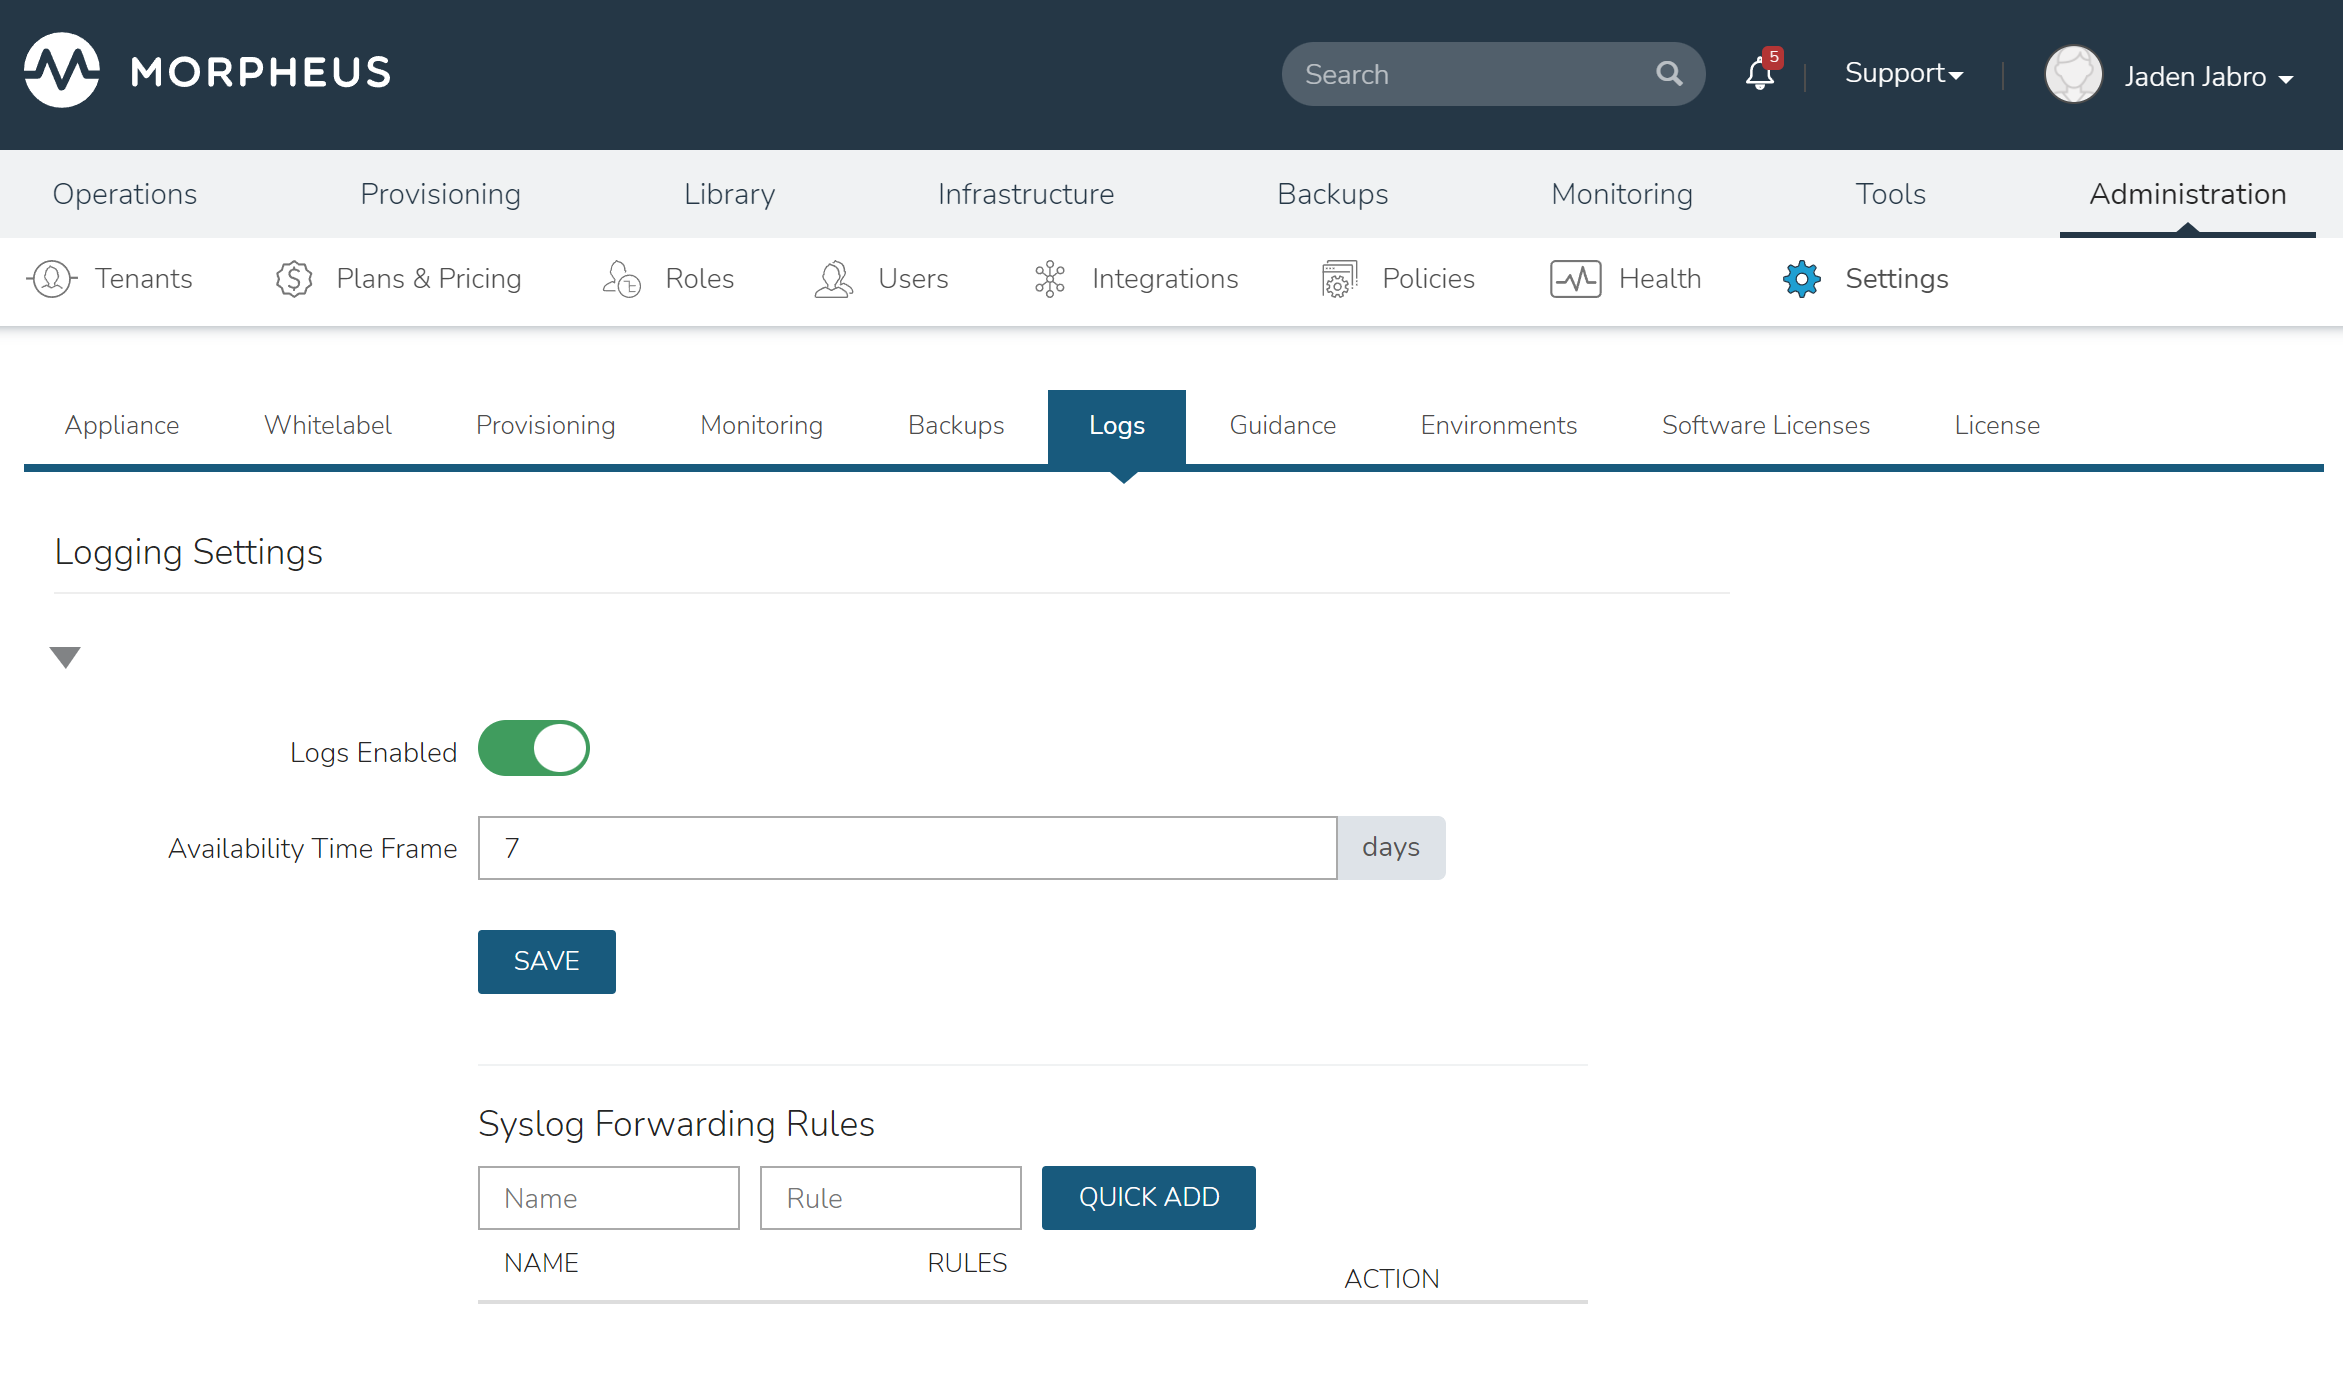 MORPHEUS
Search
5
Support
Jaden Jabro
Operations Provisioning Library Infrastructure Backups Monitoring Tools Administration
Tenants Plans & Pricing Roles Users Integrations Policies Health Settings
Appliance Whitelabel Provisioning Monitoring Backups Logs Guidance Environments Software Licenses License
Logging Settings
Logs Enabled
Availability Time Frame 7 days
SAVE
Syslog Forwarding Rules
Name Rule QUICK ADD
NAME RULES ACTION